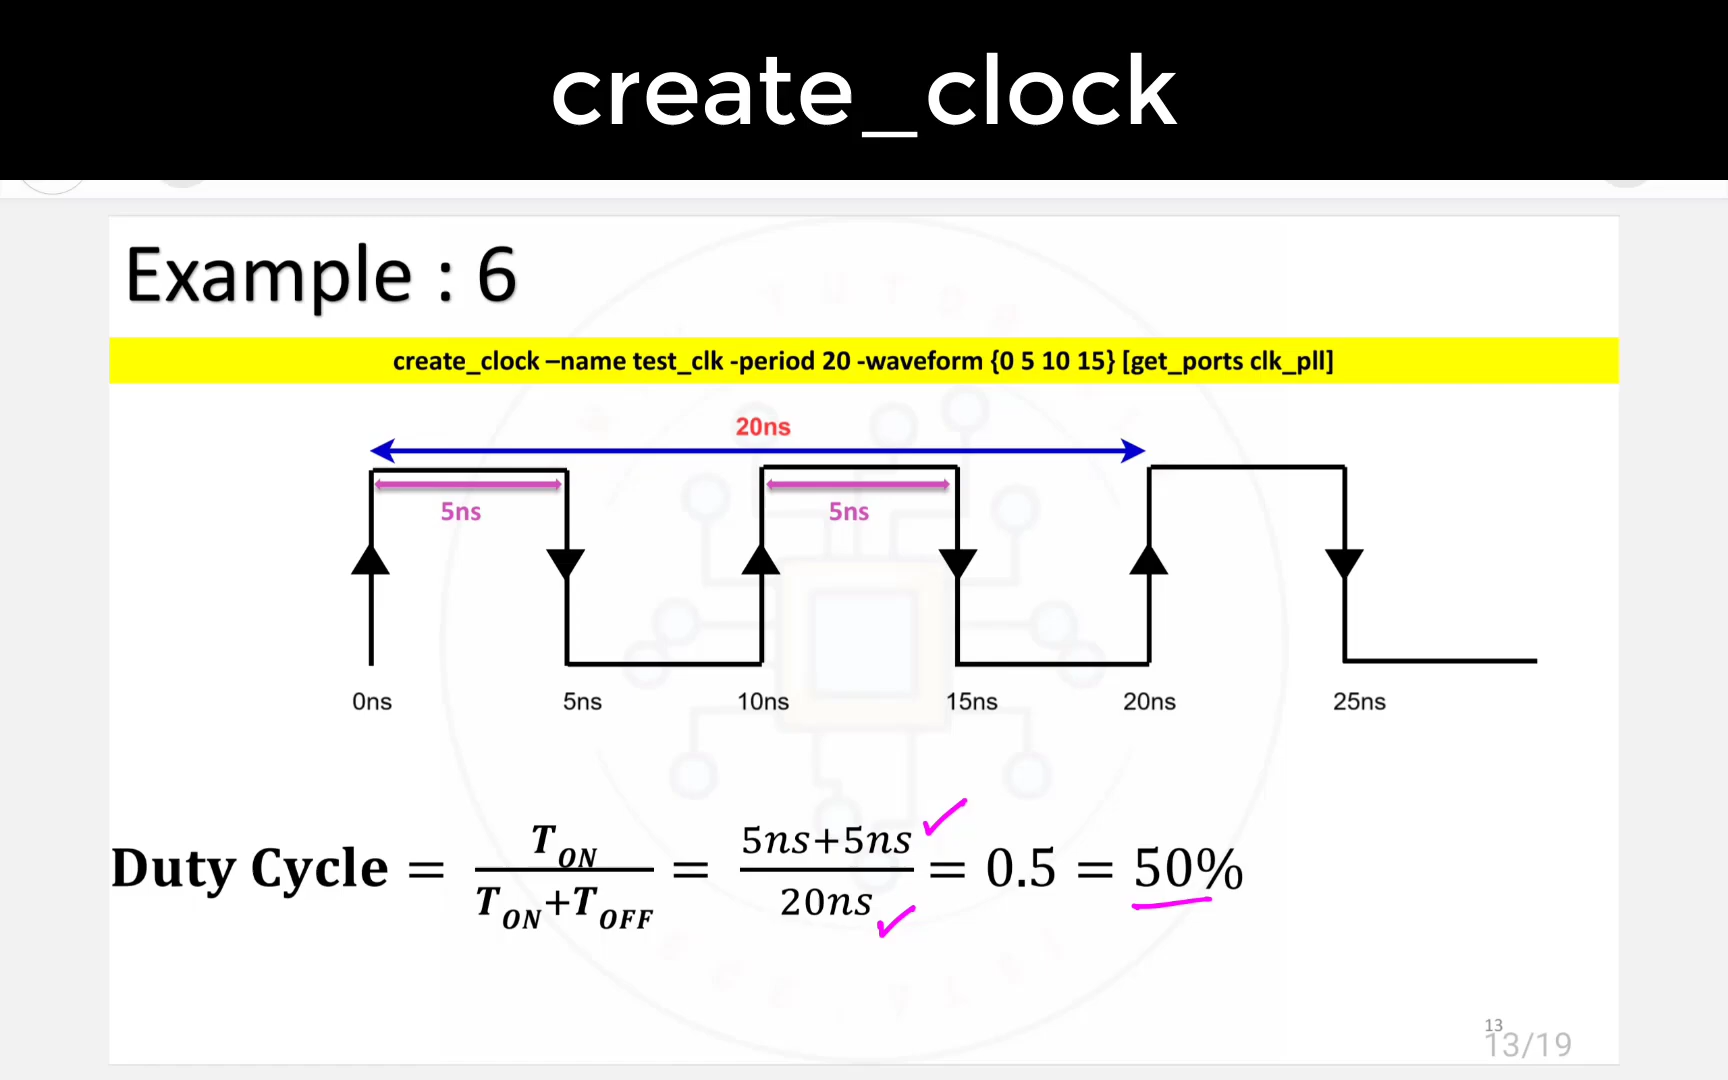 create_clock
Example : 6
create_clock –name test_clk -period 20 -waveform {0 5 10 15} [get_ports clk_pll]
20ns
5ns 5ns
0ns 5ns 10ns 15ns 20ns 25ns
Duty Cycle = T_ON / (T_ON+T_OFF) = 5ns+5ns / 20ns = 0.5 = 50%
13
13/19